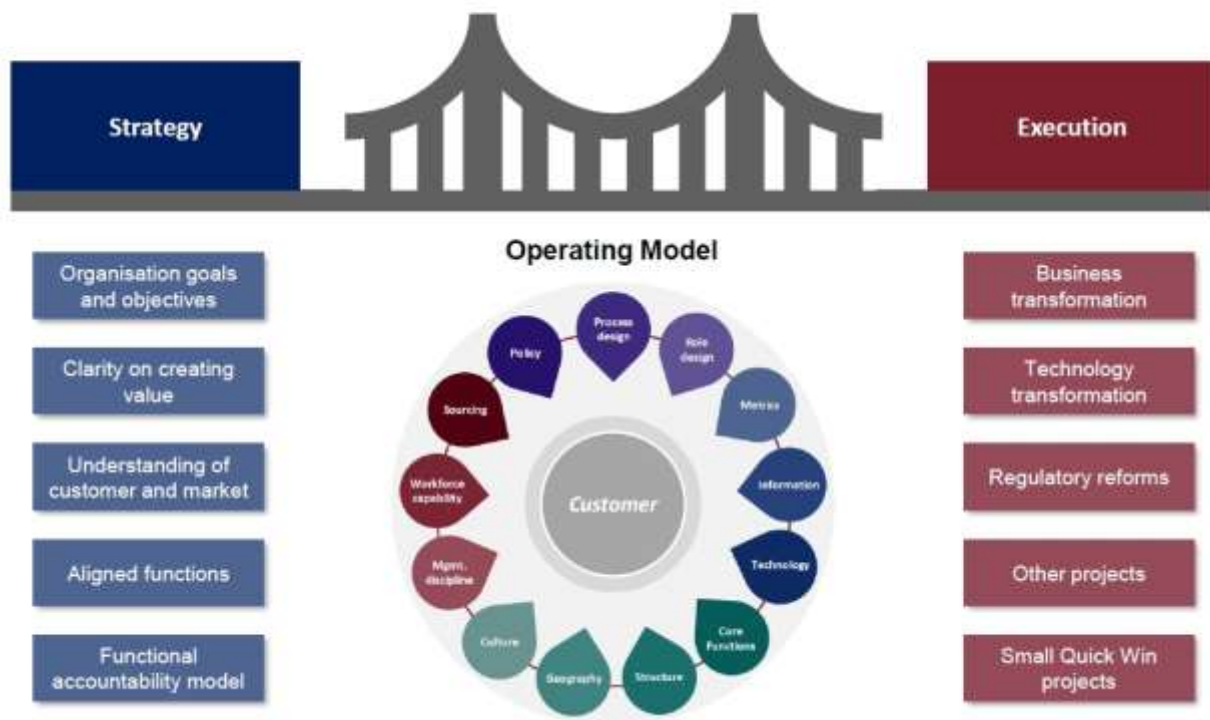 Strategy
Execution
Operating Model
Organisation goals
and objectives
Clarity on creating
value
Understanding of
customer and market
Aligned functions
Functional
accountability model
Process
design
Role
design
Metrics
Information
Technology
Core
Functions
Structure
Geography
Culture
Mgmt.
discipline
Workforce
capability
Sourcing
Policy
Customer
Business
transformation
Technology
transformation
Regulatory reforms
Other projects
Small Quick Win
projects